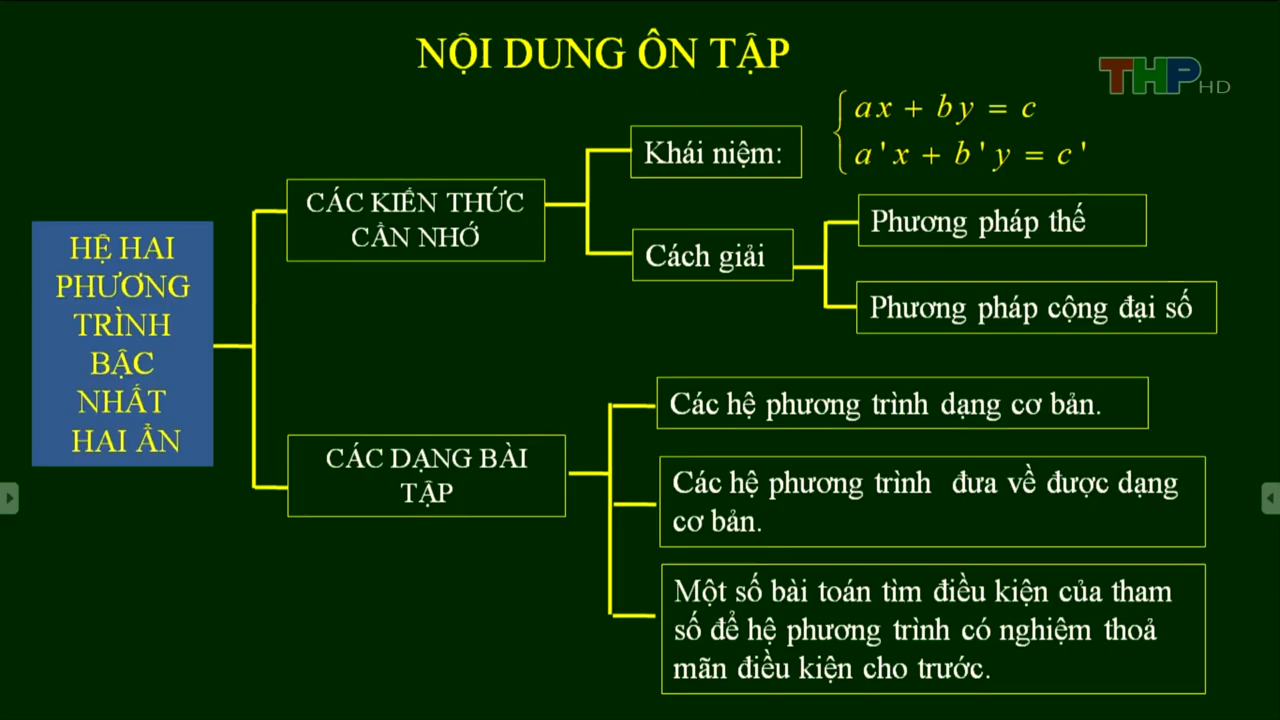 NỘI DUNG ÔN TẬP
THP HD
HỆ HAI
PHƯƠNG
TRÌNH
BẬC
NHẤT
HAI ẨN
CÁC KIẾN THỨC
CẦN NHỚ
Khái niệm:
ax + by = c
a'x + b'y = c'
Cách giải
Phương pháp thế
Phương pháp cộng đại số
CÁC DẠNG BÀI
TẬP
Các hệ phương trình dạng cơ bản.
Các hệ phương trình đưa về được dạng
cơ bản.
Một số bài toán tìm điều kiện của tham
số để hệ phương trình có nghiệm thoả
mãn điều kiện cho trước.